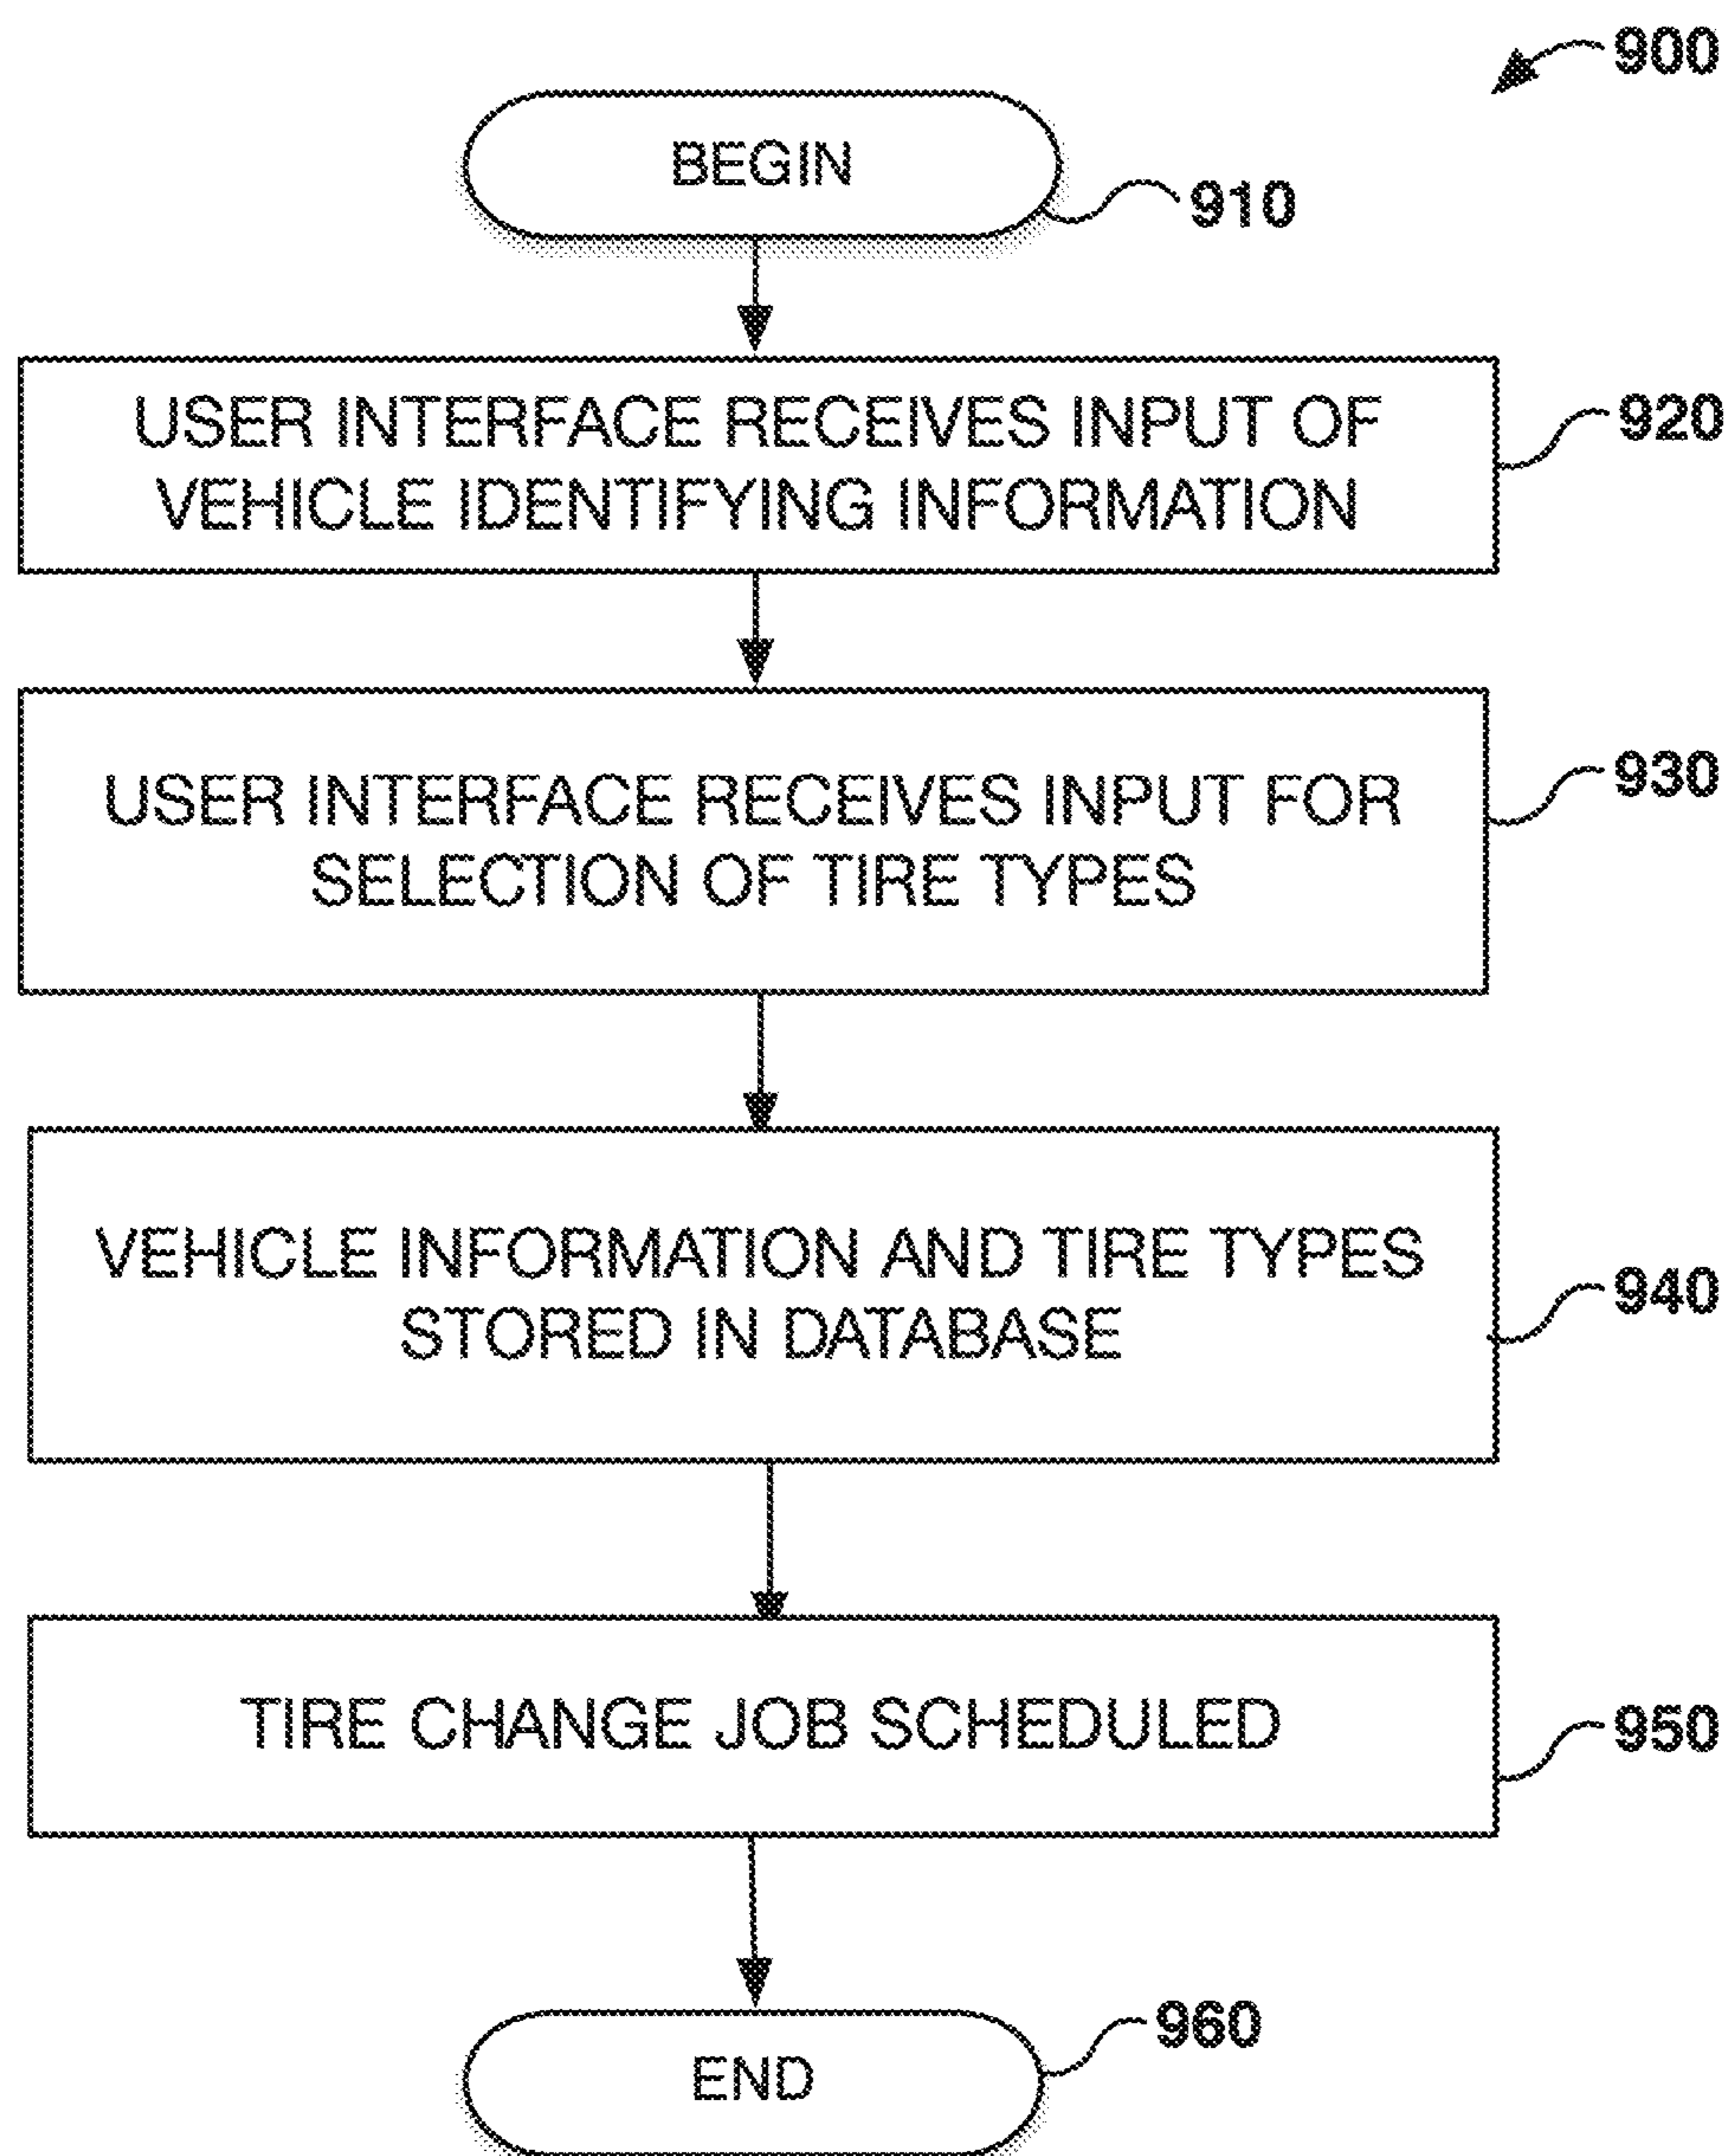 900
BEGIN
910
USER INTERFACE RECEIVES INPUT OF
VEHICLE IDENTIFYING INFORMATION
920
USER INTERFACE RECEIVES INPUT FOR
SELECTION OF TIRE TYPES
930
VEHICLE INFORMATION AND TIRE TYPES
STORED IN DATABASE
940
TIRE CHANGE JOB SCHEDULED
950
END
960